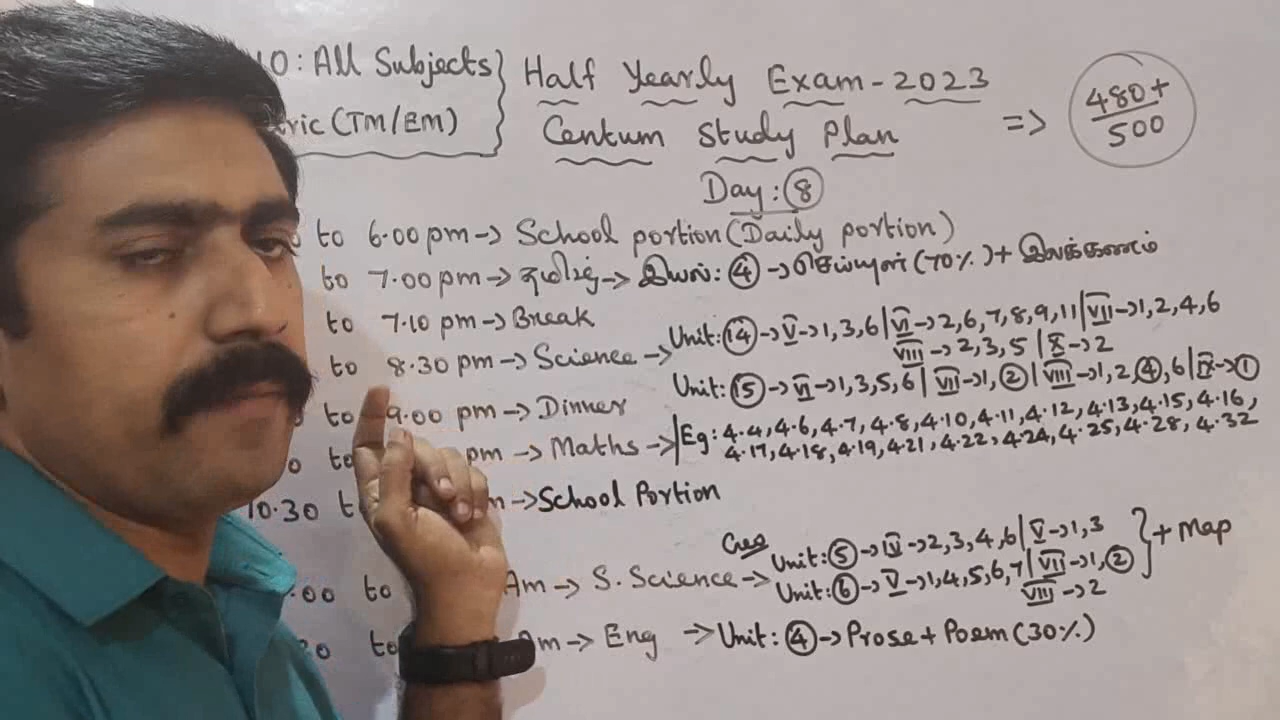 10: All Subjects
tric (TM/EM)
Half Yearly Exam-2023
Centum Study Plan
=> 480+/500
Day: 8
to 6.00 pm → School portion (Daily portion)
to 7.00 pm → தமிழ் → இயல்: 4 → செய்யுள் (70%) + இலக்கணம்
to 7.10 pm → Break
to 8.30 pm → Science →
Unit: 14 → V → 1, 3, 6 | VI → 2, 6, 7, 8, 9, 11 | VII → 1, 2, 4, 6
VIII → 2, 3, 5 | X → 2
Unit: 15 → VI → 1, 3, 5, 6 | VII → 1, 2 | VIII → 1, 2, 4, 6 | IX → 1
to 9.00 pm → Dinner
to pm → Maths → Eg: 4.4, 4.6, 4.7, 4.8, 4.10, 4.11, 4.12, 4.13, 4.15, 4.16,
4.17, 4.18, 4.19, 4.21, 4.22, 4.24, 4.25, 4.28, 4.32
10.30 → School Portion
.00 to Am → S. Science →
Unit: 5 → IV → 2, 3, 4, 6 | V → 1, 3
Unit: 6 → V → 1, 4, 5, 6, 7 | VII → 1, 2
VIII → 2
} + Map
to Am → Eng → Unit: 4 → Prose + Poem (30%)